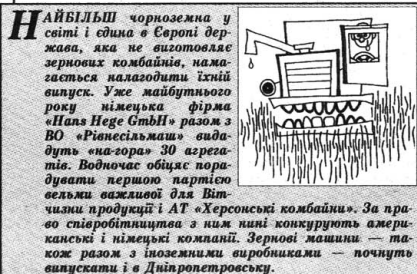 НАЙБІЛЬШ чорноземна у
світі і єдина в Європі дер-
жава, яка не виготовляє
зернових комбайнів, нама-
гається налагодити їхній
випуск. Уже майбутнього
року німецька фірма
«Hans Hege GmbH» разом з
ВО «Рівнесільмаш» вида-
дуть «на-гора» 30 агрега-
тів. Водночас обіцяє пора-
дувати першою партією
вельми важливої для Віт-
чизни продукції і АТ «Херсонські комбайни». За пра-
во співробітництва з ним нині конкурують амери-
канські і німецькі компанії. Зернові машини — та-
кож разом з іноземними виробниками — почнуть
випускати і в Дніпропетровську.